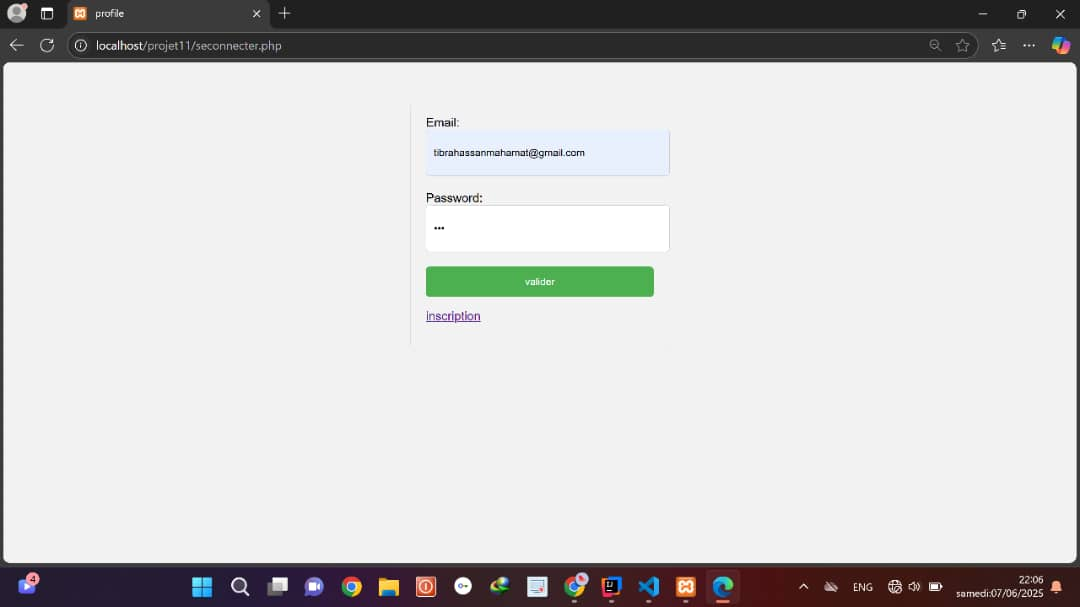 profile
localhost/projet11/seconnecter.php
Email:
tibrahassanmahamat@gmail.com
Password:
•••
valider
inscription
4
ENG
22:06
samedi:07/06/2025